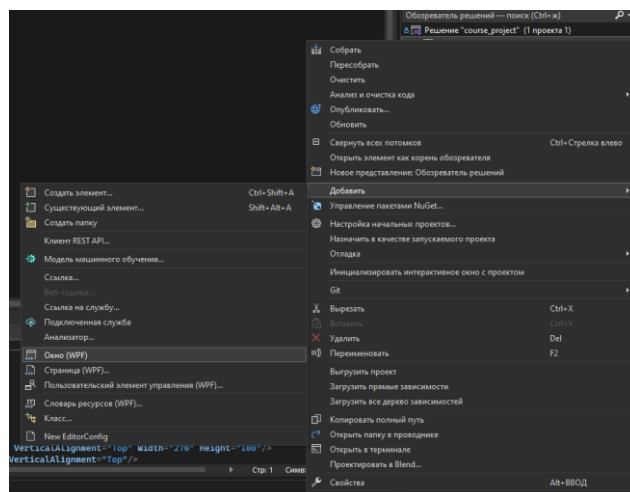 Обозреватель решений — поиск (Ctrl+ж)
Решение "course_project" (1 проекта 1)
Собрать
Пересобрать
Очистить
Анализ и очистка кода
Опубликовать...
Обновить
Свернуть всех потомков Ctrl+Стрелка влево
Открыть элемент как корень обозревателя
Новое представление: Обозреватель решений
Добавить
Управление пакетами NuGet...
Настройка начальных проектов...
Назначить в качестве запускаемого проекта
Отладка
Инициализировать интерактивное окно с проектом
Git
Вырезать Ctrl+X
Вставить Ctrl+V
Удалить Del
Переименовать F2
Выгрузить проект
Загрузить прямые зависимости
Загрузить все дерево зависимостей
Копировать полный путь
Открыть папку в проводнике
Открыть в терминале
Проектировать в Blend...
Свойства Alt+ВВОД
Создать элемент... Ctrl+Shift+A
Существующий элемент... Shift+Alt+A
Создать папку
Клиент REST API...
Модель машинного обучения...
Ссылка...
Веб-ссылка...
Ссылка на службу...
Подключенная служба
Анализатор...
Окно (WPF)
Страница (WPF)...
Пользовательский элемент управления (WPF)...
Словарь ресурсов (WPF)...
Класс...
New EditorConfig
VerticalAlignment="Top" Width="270" Height="100"/>
VerticalAlignment="Top"/>
Стр: 1 Симв: